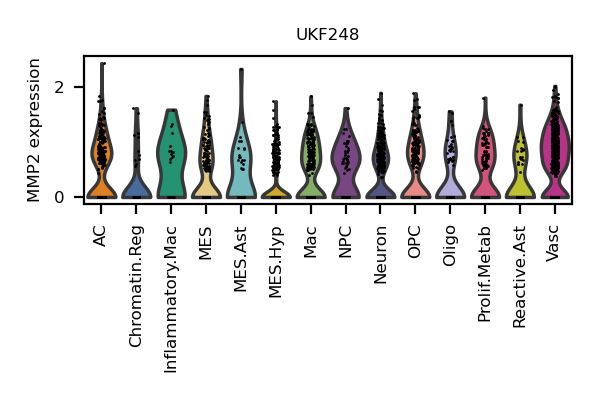 UKF248
MMP2 expression
2
0
AC
Chromatin.Reg
Inflammatory.Mac
MES
MES.Ast
MES.Hyp
Mac
NPC
Neuron
OPC
Oligo
Prolif.Metab
Reactive.Ast
Vasc